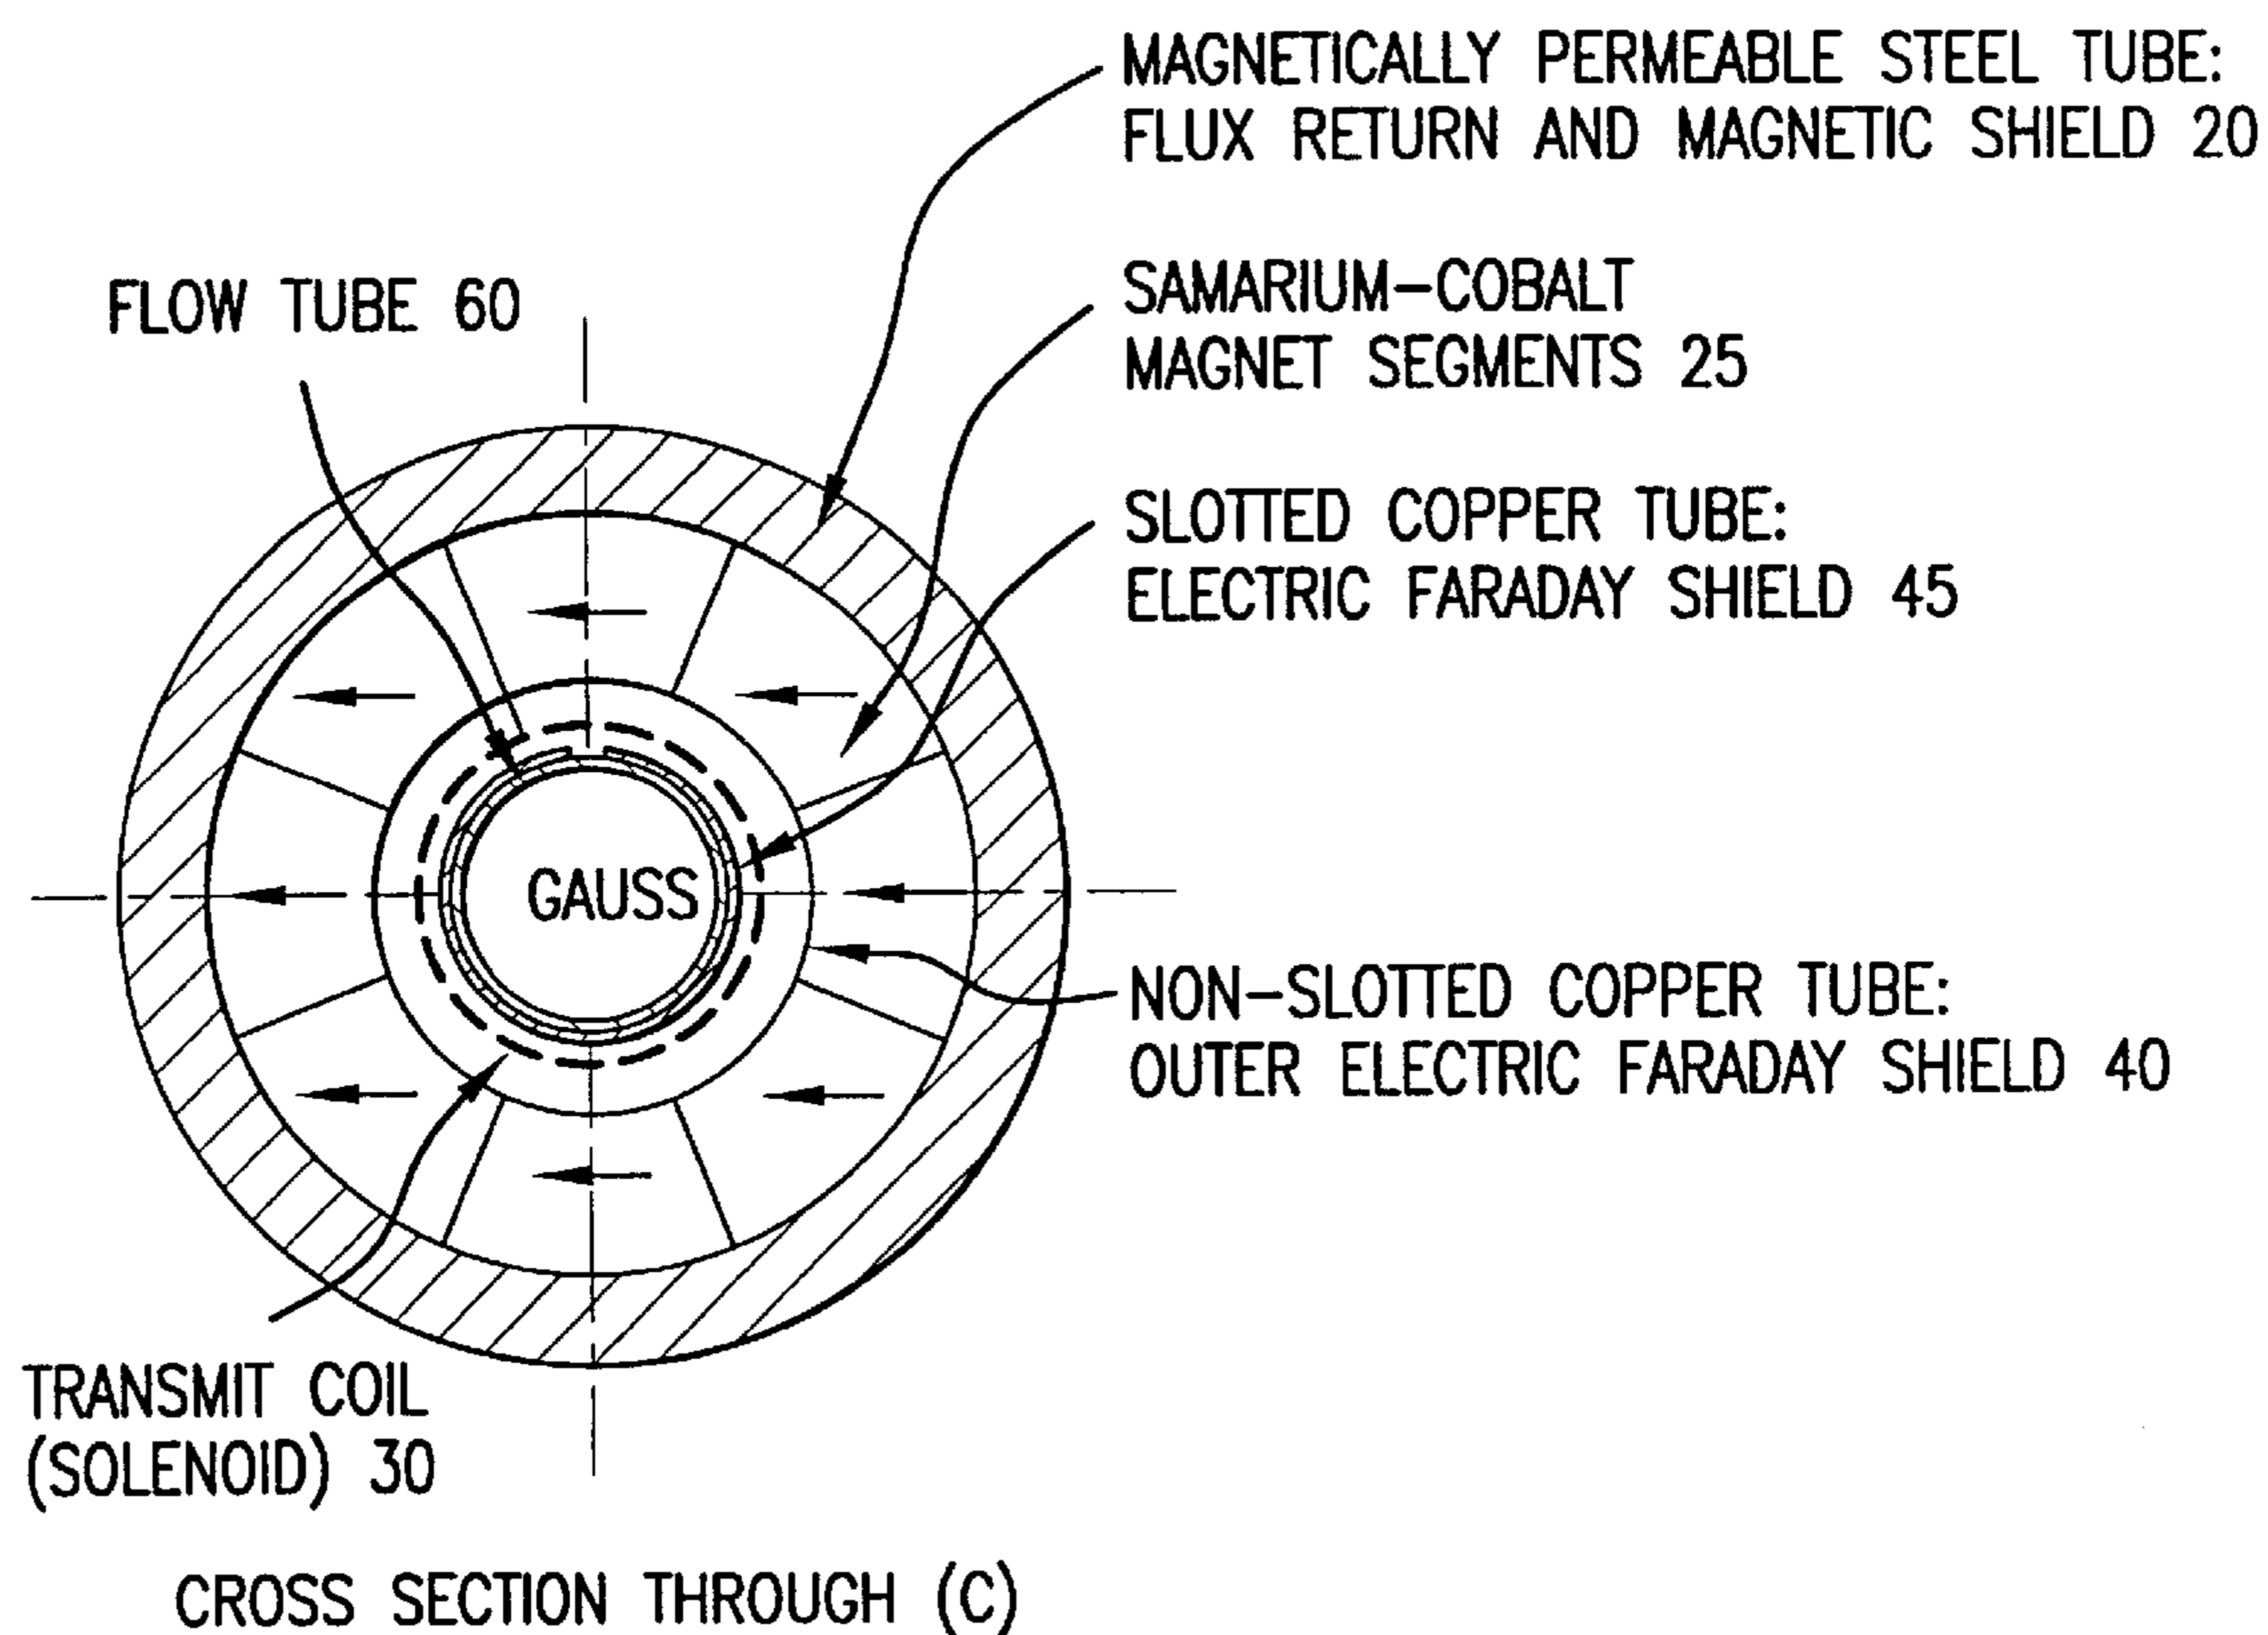 MAGNETICALLY PERMEABLE STEEL TUBE:
FLUX RETURN AND MAGNETIC SHIELD 20
FLOW TUBE 60
SAMARIUM-COBALT
MAGNET SEGMENTS 25
SLOTTED COPPER TUBE:
ELECTRIC FARADAY SHIELD 45
GAUSS
NON-SLOTTED COPPER TUBE:
OUTER ELECTRIC FARADAY SHIELD 40
TRANSMIT COIL
(SOLENOID) 30
CROSS SECTION THROUGH (C)